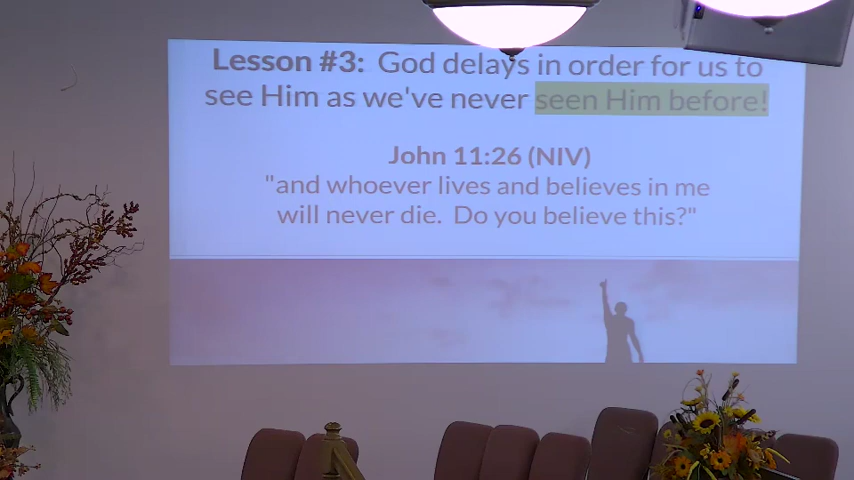 Lesson #3: God delays in order for us to
see Him as we've never seen Him before!
John 11:26 (NIV)
"and whoever lives and believes in me
will never die. Do you believe this?"